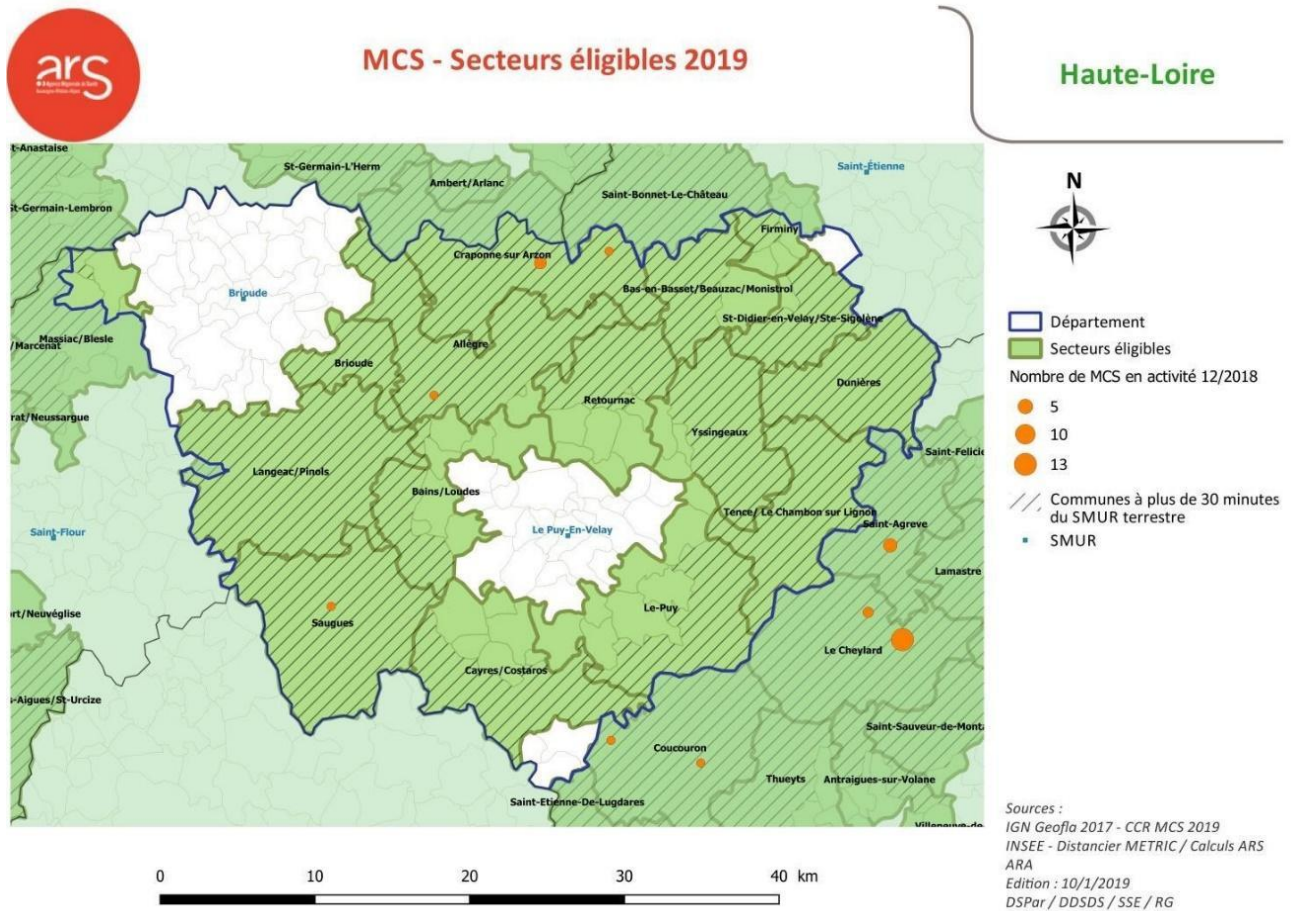 ars
MCS - Secteurs éligibles 2019
Haute-Loire
t-Anastaise
St-Germain-L'Herm
Ambert/Arlanc
Saint-Étienne
Saint-Bonnet-Le-Château
St-Germain-Lembron
Firminy
Craponne sur Arzon
Brioude
Bas-en-Basset/Beauzac/Monistrol
St-Didier-en-Velay/Ste-Sigolène
Massiac/Blesle
/Marcenat
Allègre
Brioude
Dunières
Retournac
rat/Neussargue
Yssingeaux
Saint-Felicie
Langeac/Pinols
Bains/Loudes
Tence/ Le Chambon sur Lignon
Saint-Agreve
Saint-Flour
Le Puy-En-Velay
Lamastre
Le-Puy
ort/Neuvéglise
Saugues
Le Cheylard
Cayres/Costaros
s-Aigues/St-Urcize
Saint-Sauveur-de-Monta
Coucouron
Thueyts
Antraigues-sur-Volane
Saint-Etienne-De-Lugdares
Villeneuve-de-
N
Département
Secteurs éligibles
Nombre de MCS en activité 12/2018
5
10
13
Communes à plus de 30 minutes
du SMUR terrestre
SMUR
Sources :
IGN Geofla 2017 - CCR MCS 2019
INSEE - Distancier METRIC / Calculs ARS
ARA
Edition : 10/1/2019
DSPar / DDSDS / SSE / RG
0 10 20 30 40 km